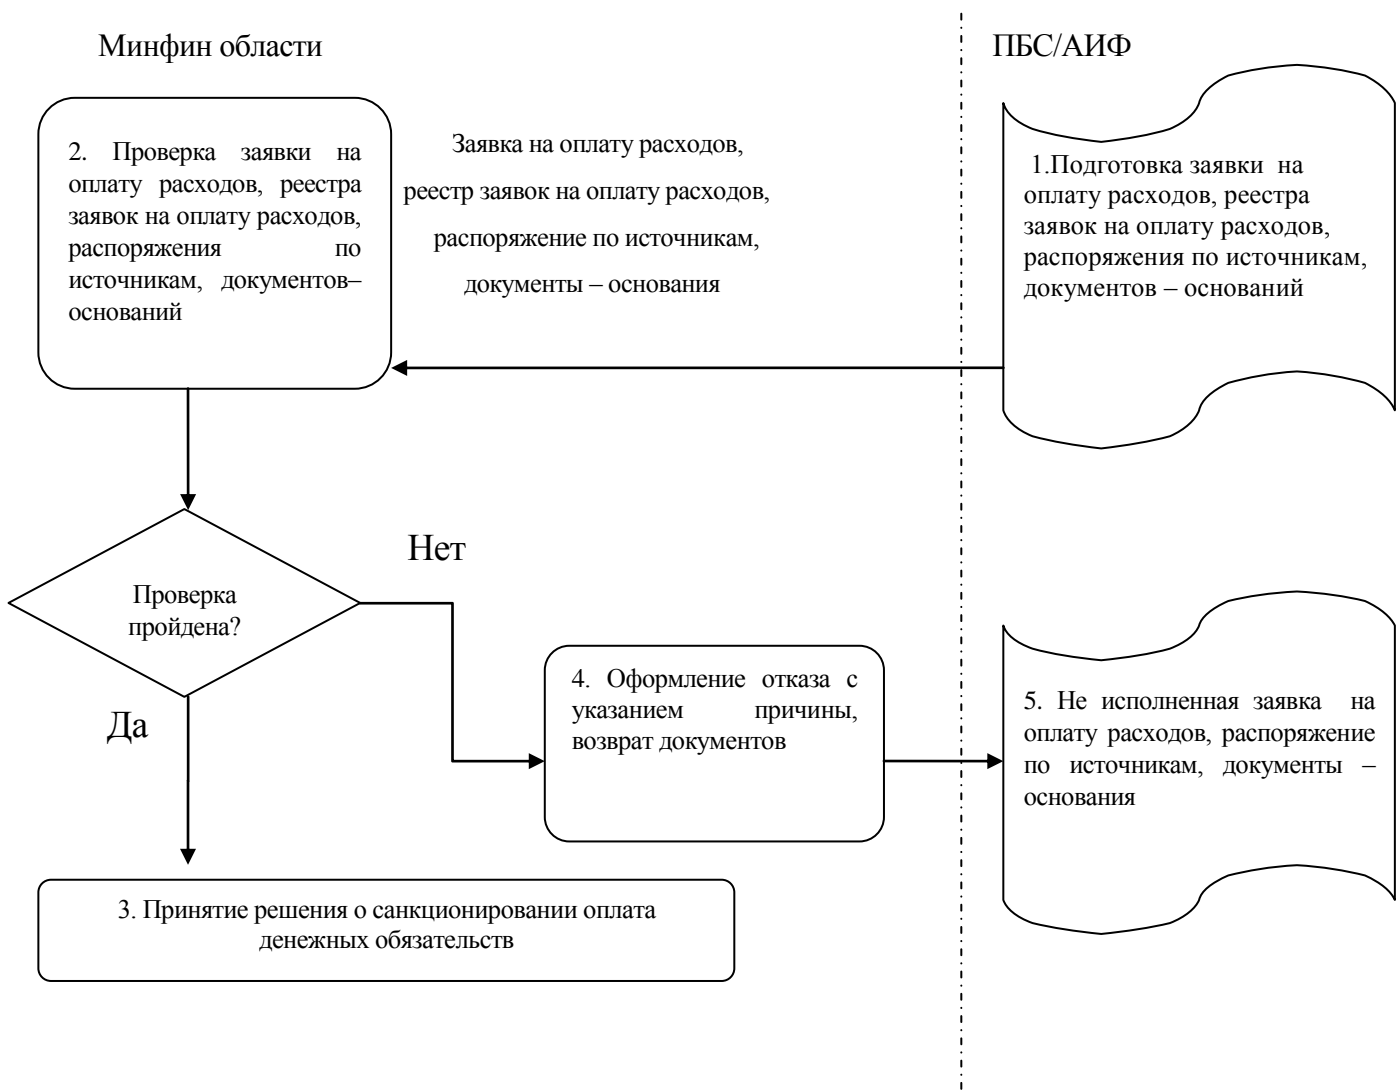 Минфин области
ПБС/АИФ
2. Проверка заявки на
оплату расходов, реестра
заявок на оплату расходов,
распоряжения по
источникам, документов–
оснований
Заявка на оплату расходов,
реестр заявок на оплату расходов,
распоряжение по источникам,
документы – основания
1.Подготовка заявки на
оплату расходов, реестра
заявок на оплату расходов,
распоряжения по источникам,
документов – оснований
Нет
Проверка
пройдена?
Да
4. Оформление отказа с
указанием причины,
возврат документов
5. Не исполненная заявка на
оплату расходов, распоряжение
по источникам, документы –
основания
3. Принятие решения о санкционировании оплата
денежных обязательств